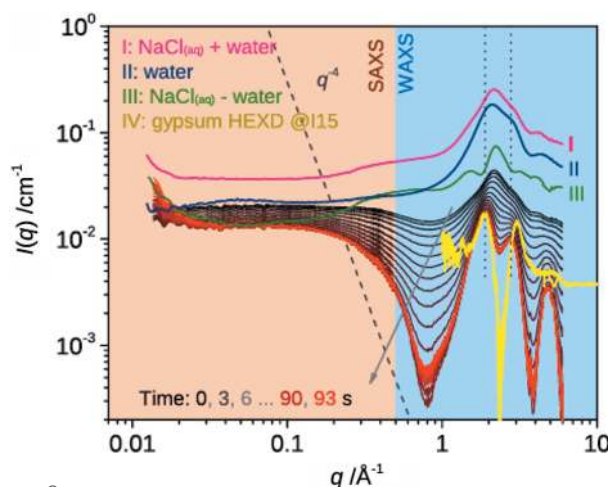 10⁰
I: NaCl(aq) + water
II: water
III: NaCl(aq) - water
IV: gypsum HEXD @I15
q⁻⁴
SAXS
WAXS
10⁻¹
I
II
III
10⁻²
10⁻³
I(q) /cm⁻¹
Time: 0, 3, 6 ... 90, 93 s
0.01 0.1 1 10
q /Å⁻¹